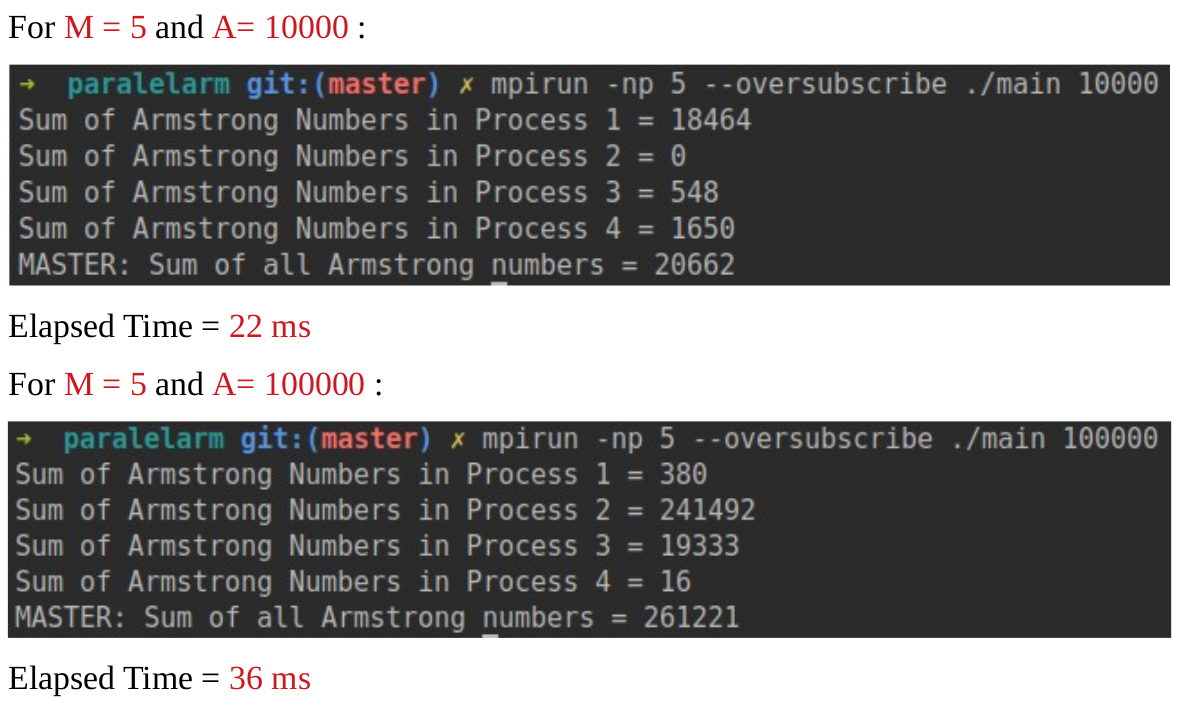 For M = 5 and A= 10000 :
→ paralelarm git:(master) ✗ mpirun -np 5 --oversubscribe ./main 10000
Sum of Armstrong Numbers in Process 1 = 18464
Sum of Armstrong Numbers in Process 2 = 0
Sum of Armstrong Numbers in Process 3 = 548
Sum of Armstrong Numbers in Process 4 = 1650
MASTER: Sum of all Armstrong numbers = 20662
Elapsed Time = 22 ms
For M = 5 and A= 100000 :
→ paralelarm git:(master) ✗ mpirun -np 5 --oversubscribe ./main 100000
Sum of Armstrong Numbers in Process 1 = 380
Sum of Armstrong Numbers in Process 2 = 241492
Sum of Armstrong Numbers in Process 3 = 19333
Sum of Armstrong Numbers in Process 4 = 16
MASTER: Sum of all Armstrong numbers = 261221
Elapsed Time = 36 ms